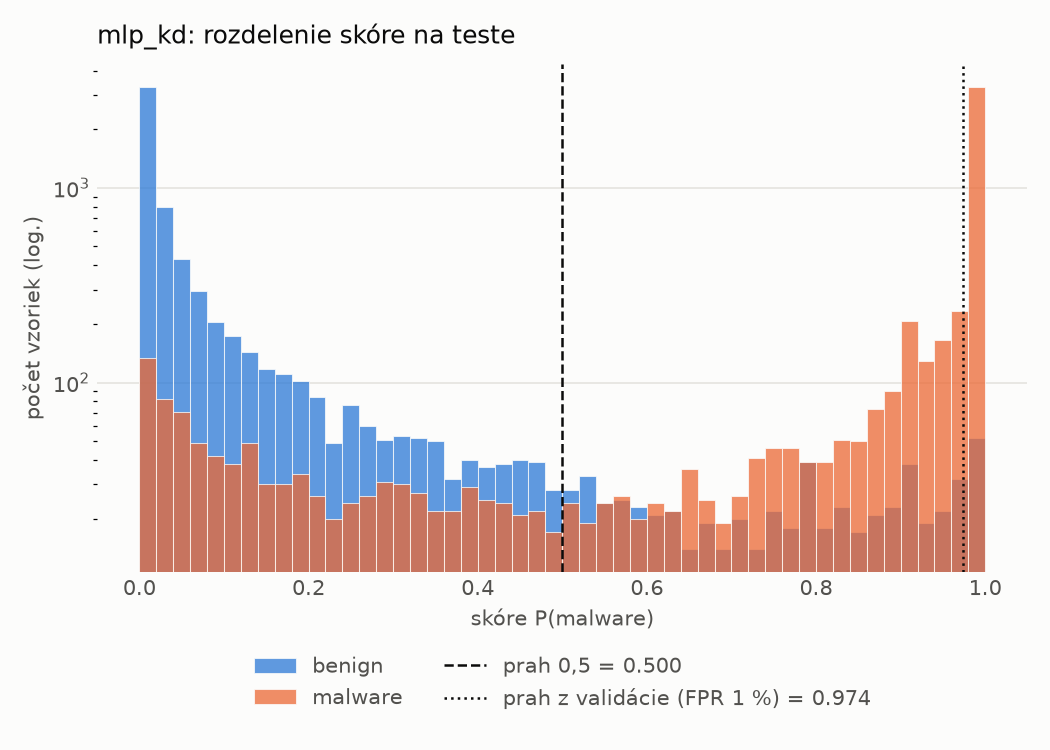 mlp_kd: rozdelenie skóre na teste
počet vzoriek (log.)
10³
10²
0.0 0.2 0.4 0.6 0.8 1.0
skóre P(malware)
benign
malware
prah 0,5 = 0.500
prah z validácie (FPR 1 %) = 0.974